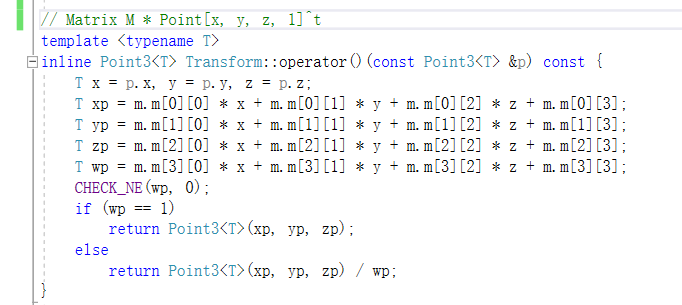 // Matrix M * Point[x, y, z, 1]^t
template <typename T>
inline Point3<T> Transform::operator()(const Point3<T> &p) const {
    T x = p.x, y = p.y, z = p.z;
    T xp = m.m[0][0] * x + m.m[0][1] * y + m.m[0][2] * z + m.m[0][3];
    T yp = m.m[1][0] * x + m.m[1][1] * y + m.m[1][2] * z + m.m[1][3];
    T zp = m.m[2][0] * x + m.m[2][1] * y + m.m[2][2] * z + m.m[2][3];
    T wp = m.m[3][0] * x + m.m[3][1] * y + m.m[3][2] * z + m.m[3][3];
    CHECK_NE(wp, 0);
    if (wp == 1)
        return Point3<T>(xp, yp, zp);
    else
        return Point3<T>(xp, yp, zp) / wp;
}